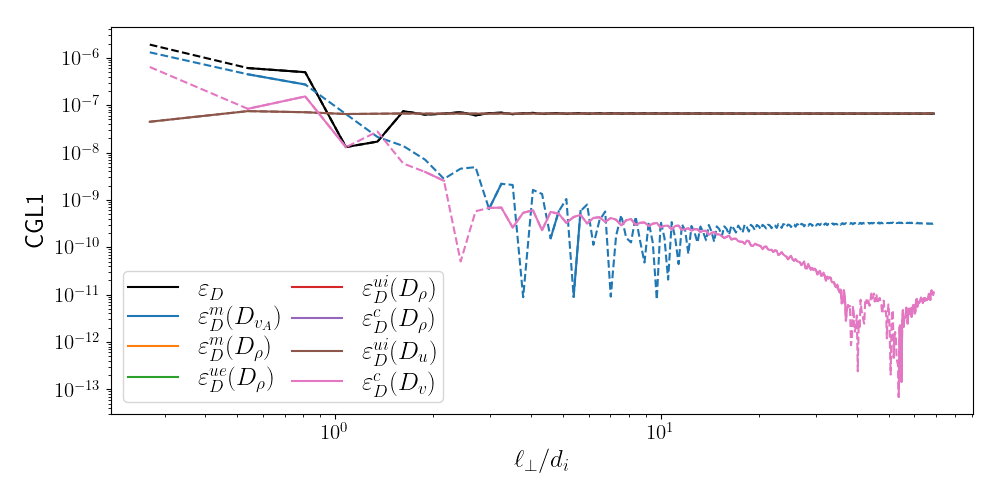 CGL1
10^{-6}
10^{-7}
10^{-8}
10^{-9}
10^{-10}
10^{-11}
10^{-12}
10^{-13}
ε_D
ε_D^m(D_{v_A})
ε_D^m(D_ρ)
ε_D^{ue}(D_ρ)
ε_D^{ui}(D_ρ)
ε_D^c(D_ρ)
ε_D^{ui}(D_u)
ε_D^c(D_v)
10^0
10^1
ℓ_⊥/d_i